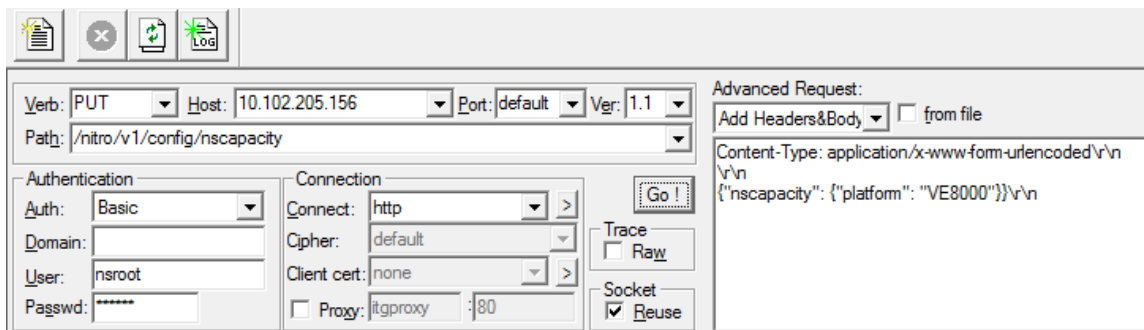 LOG
Verb: PUT Host: 10.102.205.156 Port: default Ver: 1.1
Path: /nitro/v1/config/nscapacity
Authentication
Auth: Basic
Domain:
User: nsroot
Passwd: ******
Connection
Connect: http >
Cipher: default
Client cert: none >
Proxy: itgproxy : 80
Go !
Trace
Raw
Socket
Reuse
Advanced Request:
Add Headers&Body from file
Content-Type: application/x-www-form-urlencoded\r\n
\r\n
{"nscapacity": {"platform": "VE8000"}}\r\n